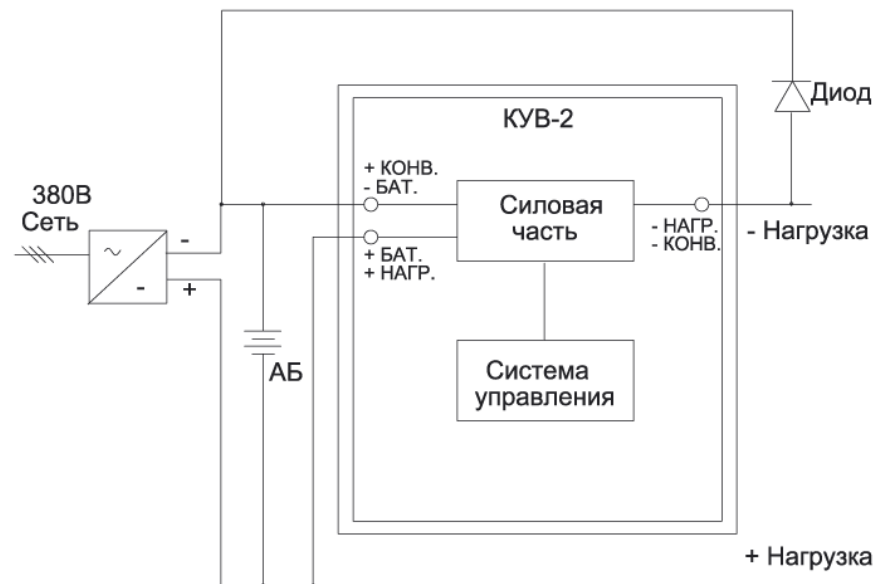 Диод
КУВ-2
+ КОНВ.
- БАТ.
380В
Сеть
Силовая
часть
- НАГР.
- КОНВ.
- Нагрузка
-
+ БАТ.
+ НАГР.
~
-
+
АБ
Система
управления
+ Нагрузка